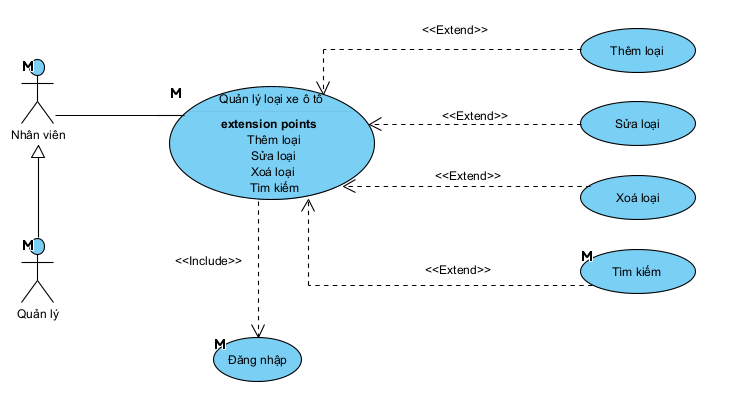 <<Extend>>
Thêm loại
M
Nhân viên
M
Quản lý loại xe ô tô
extension points
Thêm loại
Sửa loại
Xoá loại
Tìm kiếm
<<Extend>>
Sửa loại
<<Extend>>
Xoá loại
M
Quản lý
<<Include>>
<<Extend>>
M
Tìm kiếm
M
Đăng nhập